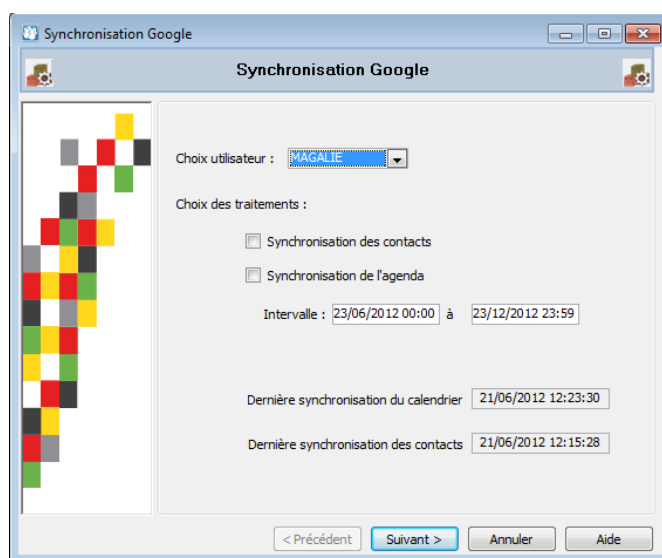 Synchronisation Google
Synchronisation Google
Choix utilisateur : MAGALIE
Choix des traitements :
Synchronisation des contacts
Synchronisation de l'agenda
Intervalle : 23/06/2012 00:00 à 23/12/2012 23:59
Dernière synchronisation du calendrier 21/06/2012 12:23:30
Dernière synchronisation des contacts 21/06/2012 12:15:28
< Précédent Suivant > Annuler Aide